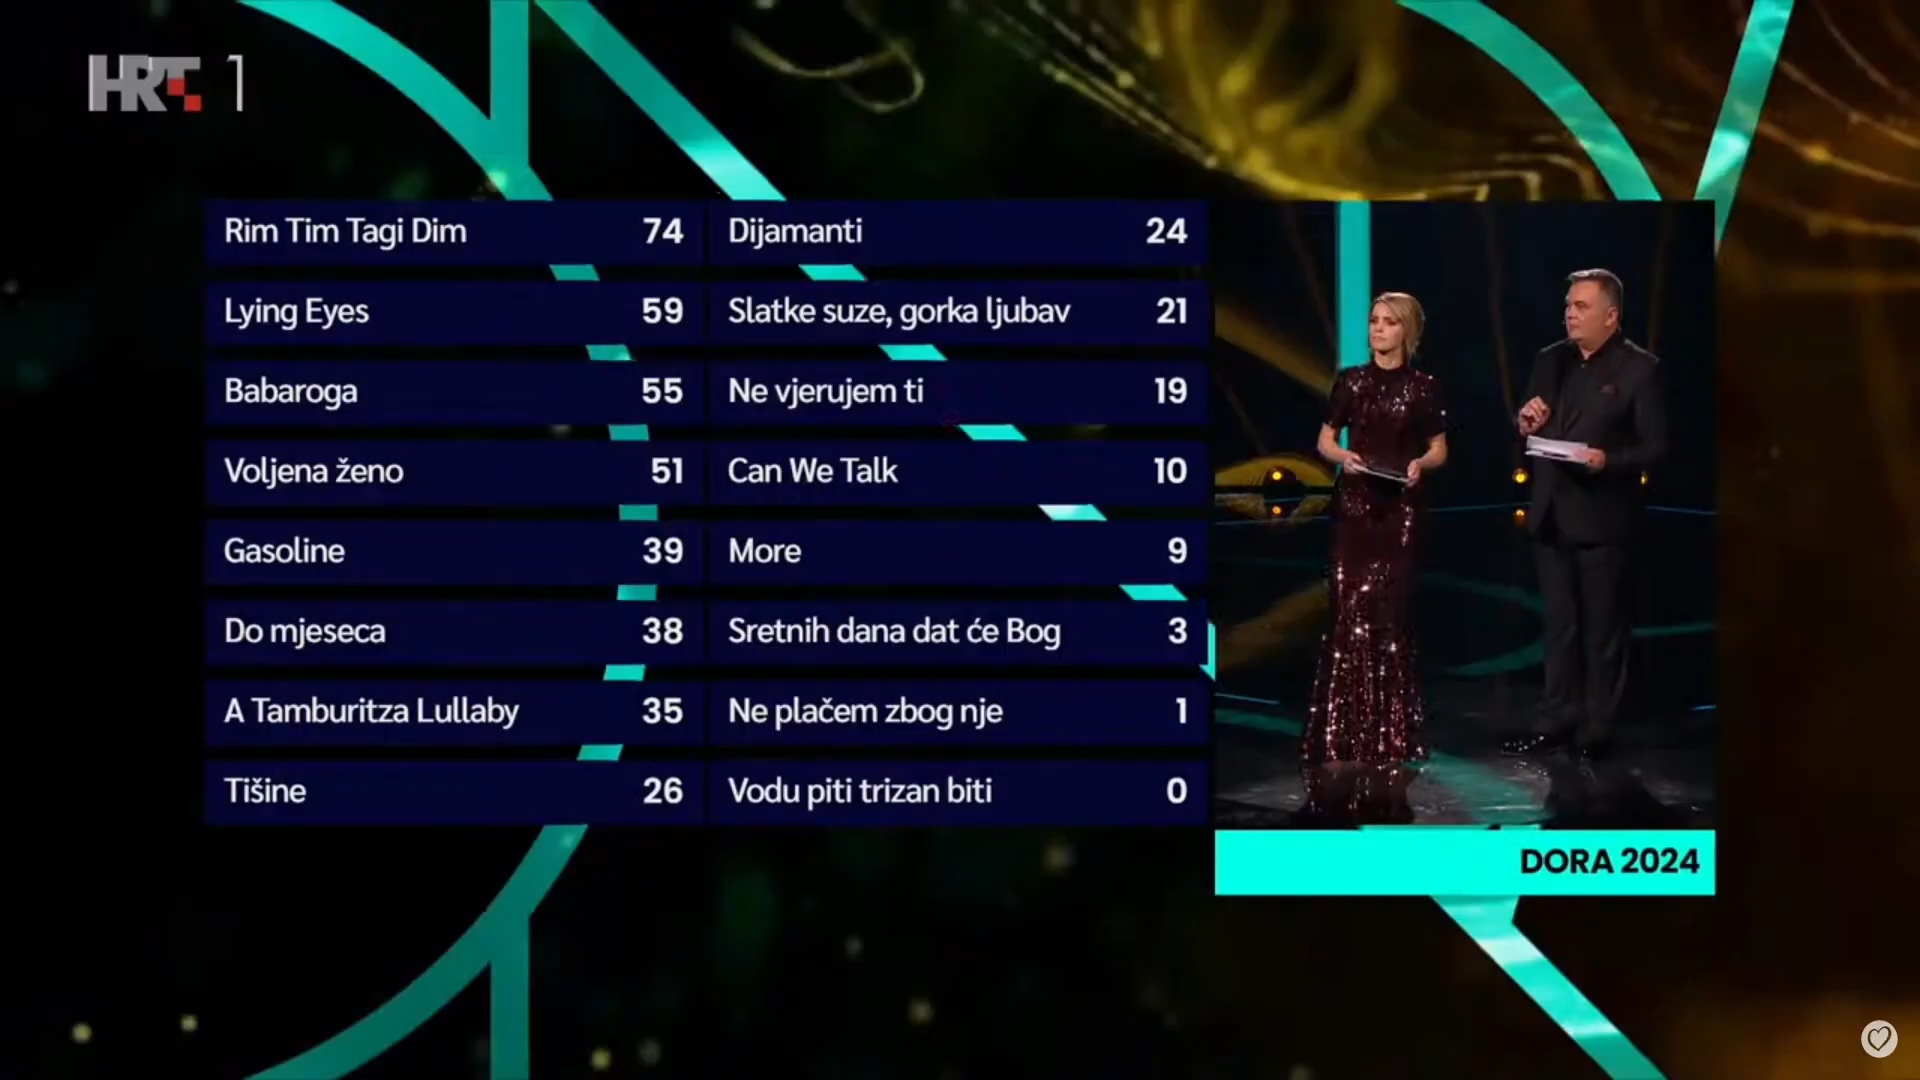 HRT 1
Rim Tim Tagi Dim 74
Lying Eyes 59
Babaroga 55
Voljena ženo 51
Gasoline 39
Do mjeseca 38
A Tamburitza Lullaby 35
Tišine 26
Dijamanti 24
Slatke suze, gorka ljubav 21
Ne vjerujem ti 19
Can We Talk 10
More 9
Sretnih dana dat će Bog 3
Ne plačem zbog nje 1
Vodu piti trizan biti 0
DORA 2024